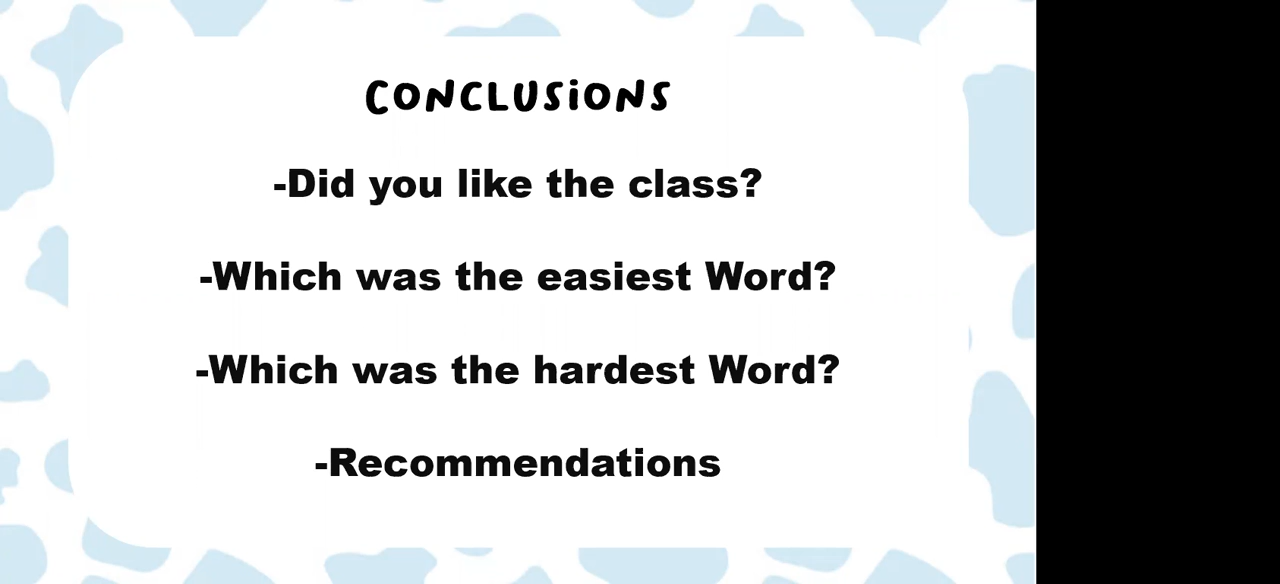 CONCLUSiONS
-Did you like the class?
-Which was the easiest Word?
-Which was the hardest Word?
-Recommendations